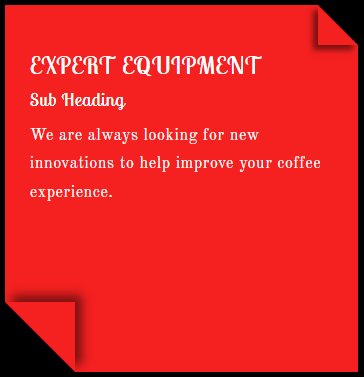 EXPERT EQUIPMENT
Sub Heading
We are always looking for new
innovations to help improve your coffee
experience.